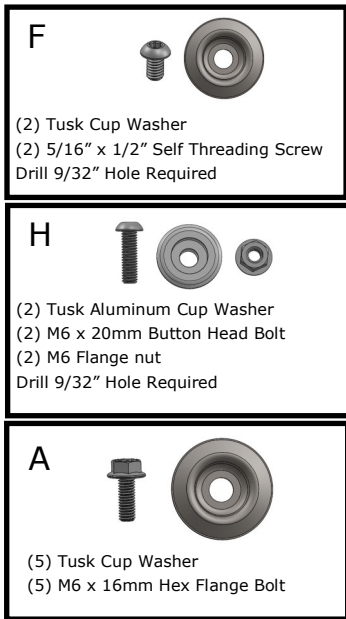 F
(2) Tusk Cup Washer
(2) 5/16” x 1/2” Self Threading Screw
Drill 9/32” Hole Required
H
(2) Tusk Aluminum Cup Washer
(2) M6 x 20mm Button Head Bolt
(2) M6 Flange nut
Drill 9/32” Hole Required
A
(5) Tusk Cup Washer
(5) M6 x 16mm Hex Flange Bolt